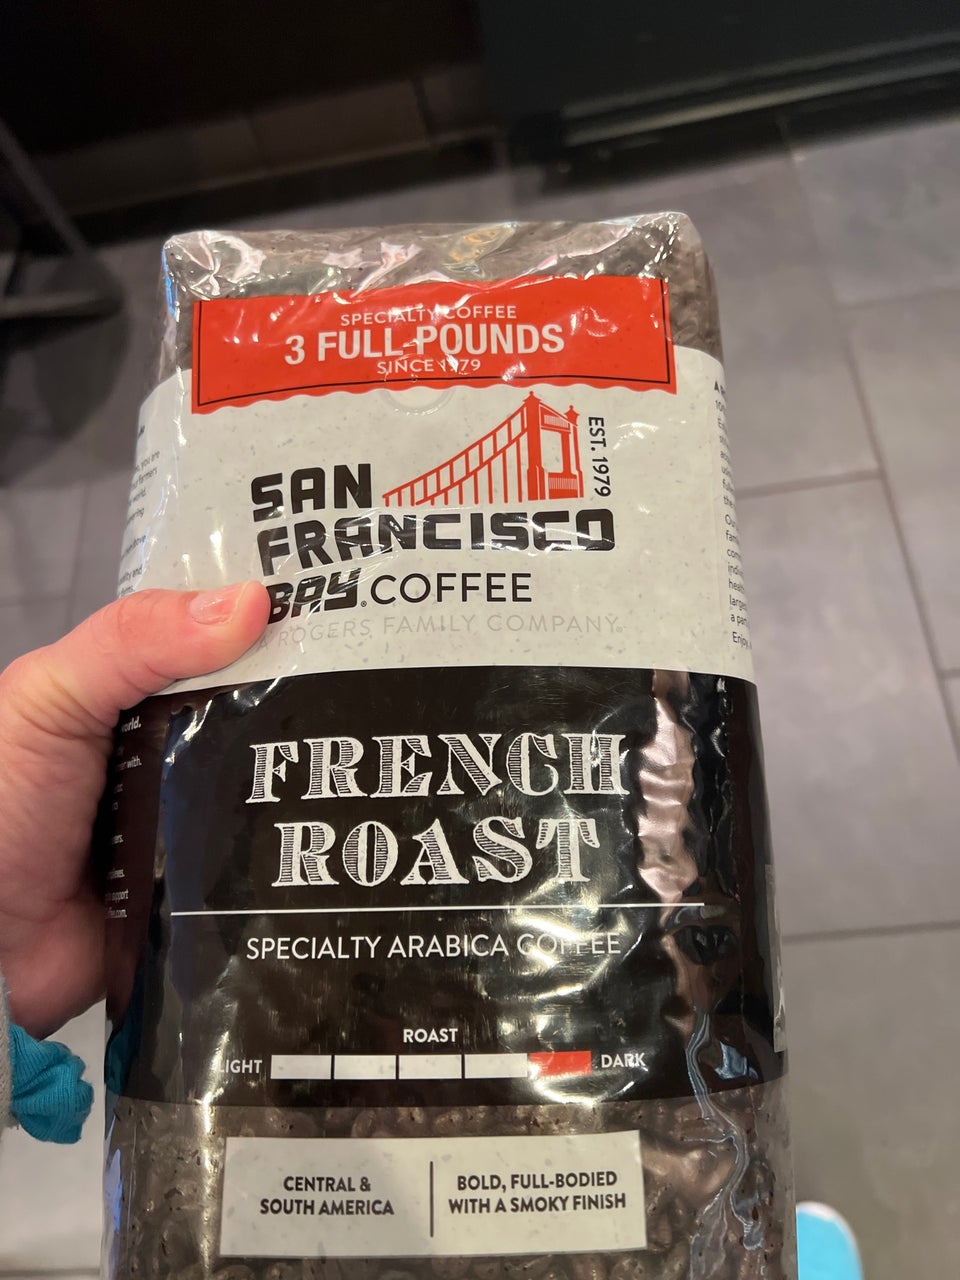 SPECIALTY COFFEE
3 FULL POUNDS
SINCE 1979
EST. 1979
SAN
FRANCISCO
BAY® COFFEE
A ROGERS FAMILY COMPANY®
FRENCH
ROAST
SPECIALTY ARABICA COFFEE
ROAST
LIGHT
DARK
CENTRAL &
SOUTH AMERICA
BOLD, FULL-BODIED
WITH A SMOKY FINISH